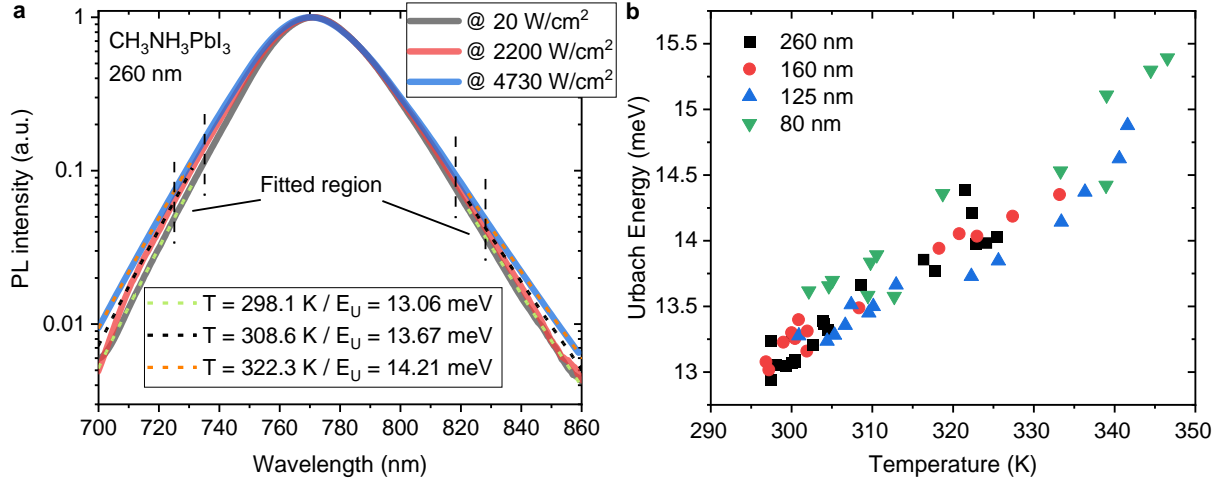 a
CH₃NH₃PbI₃
260 nm
@ 20 W/cm²
@ 2200 W/cm²
@ 4730 W/cm²
Fitted region
T = 298.1 K / E_U = 13.06 meV
T = 308.6 K / E_U = 13.67 meV
T = 322.3 K / E_U = 14.21 meV
1
0.1
0.01
PL intensity (a.u.)
700 720 740 760 780 800 820 840 860
Wavelength (nm)
b
260 nm
160 nm
125 nm
80 nm
15.5
15
14.5
14
13.5
13
Urbach Energy (meV)
290 300 310 320 330 340 350
Temperature (K)